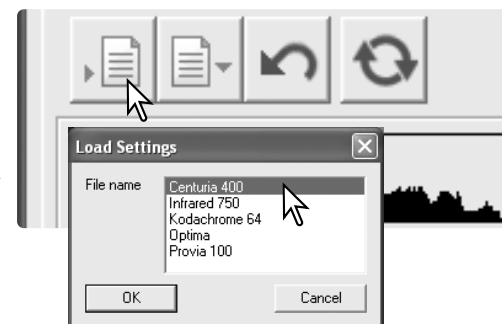 Load Settings
File name
Centuria 400
Infrared 750
Kodachrome 64
Optima
Provia 100
OK
Cancel